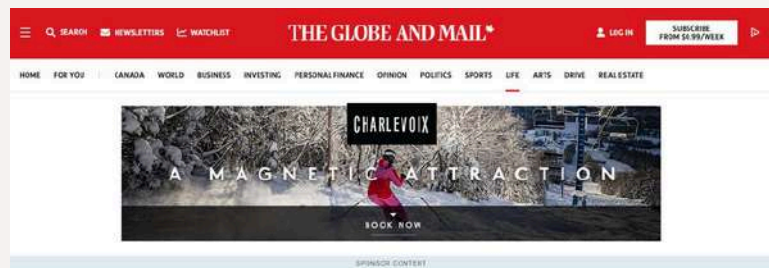 SEARCH NEWSLETTERS WATCHLIST THE GLOBE AND MAIL* LOG IN SUBSCRIBE
FROM $1.99/WEEK
HOME FOR YOU CANADA WORLD BUSINESS INVESTING PERSONAL FINANCE OPINION POLITICS SPORTS LIFE ARTS DRIVE REAL ESTATE
CHARLEVOIX
A MAGNETIC ATTRACTION
BOOK NOW
SPONSOR CONTENT